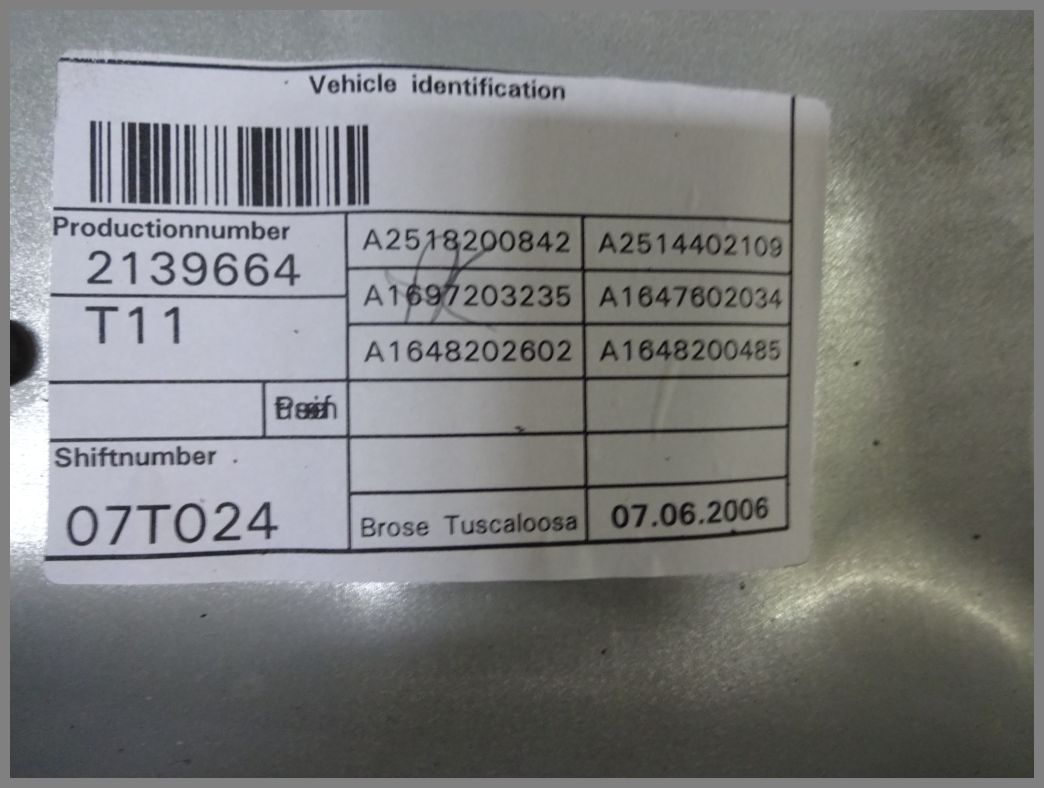 Vehicle identification
Productionnumber
2139664
T11
Shiftnumber
07T024
A2518200842 A2514402109
A1697203235 A1647602034
A1648202602 A1648200485
Brose Tuscaloosa 07.06.2006